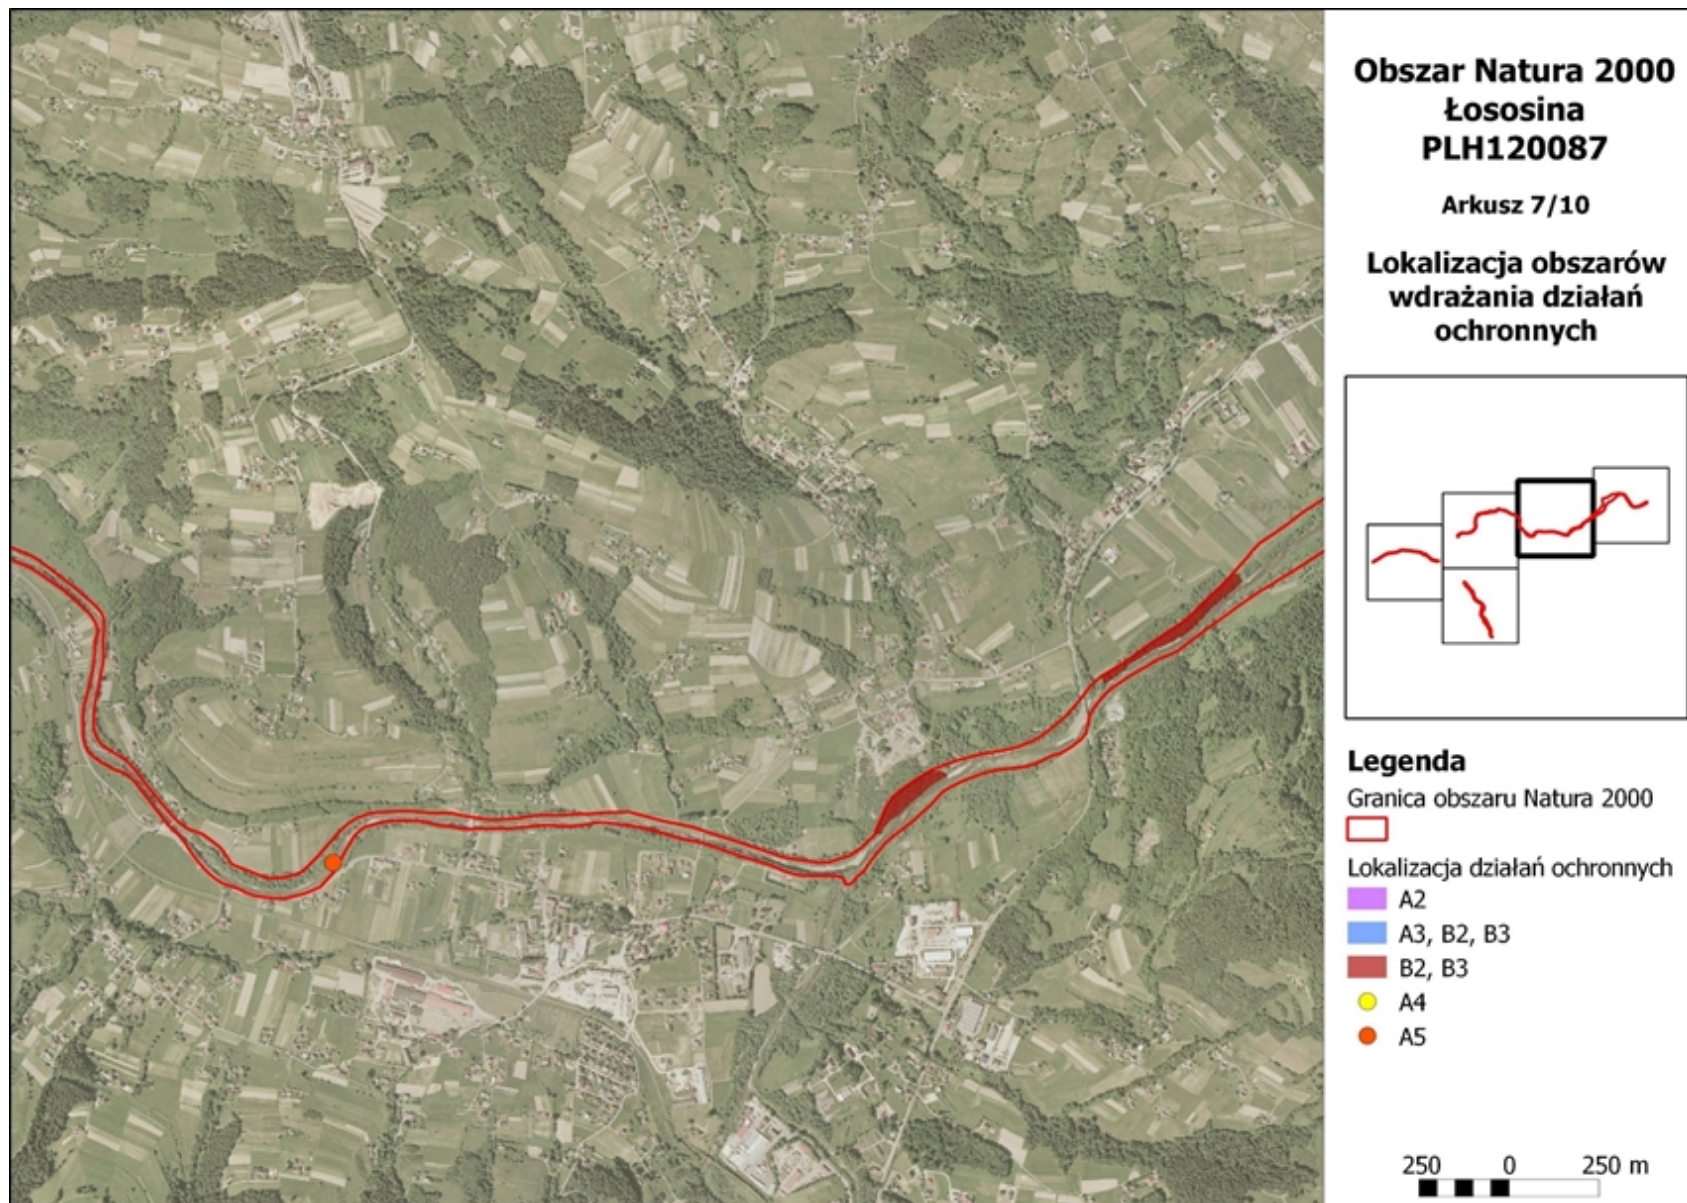 Obszar Natura 2000
Łososina
PLH120087
Arkusz 7/10
Lokalizacja obszarów
wdrażania działań
ochronnych
Legenda
Granica obszaru Natura 2000
Lokalizacja działań ochronnych
A2
A3, B2, B3
B2, B3
A4
A5
250 0 250 m